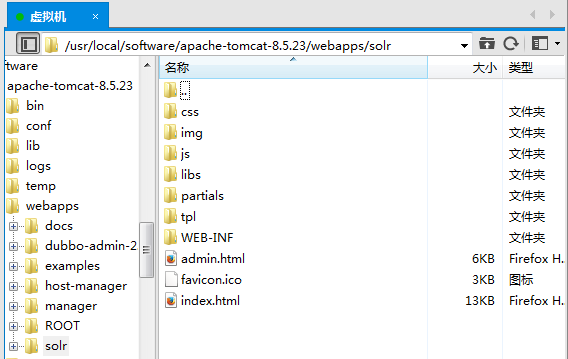 虚拟机
/usr/local/software/apache-tomcat-8.5.23/webapps/solr
ftware
apache-tomcat-8.5.23
bin
conf
lib
logs
temp
webapps
docs
dubbo-admin-2
examples
host-manager
manager
ROOT
solr
名称 大小 类型
..
css 文件夹
img 文件夹
js 文件夹
libs 文件夹
partials 文件夹
tpl 文件夹
WEB-INF 文件夹
admin.html 6KB Firefox H.
favicon.ico 3KB 图标
index.html 13KB Firefox H.